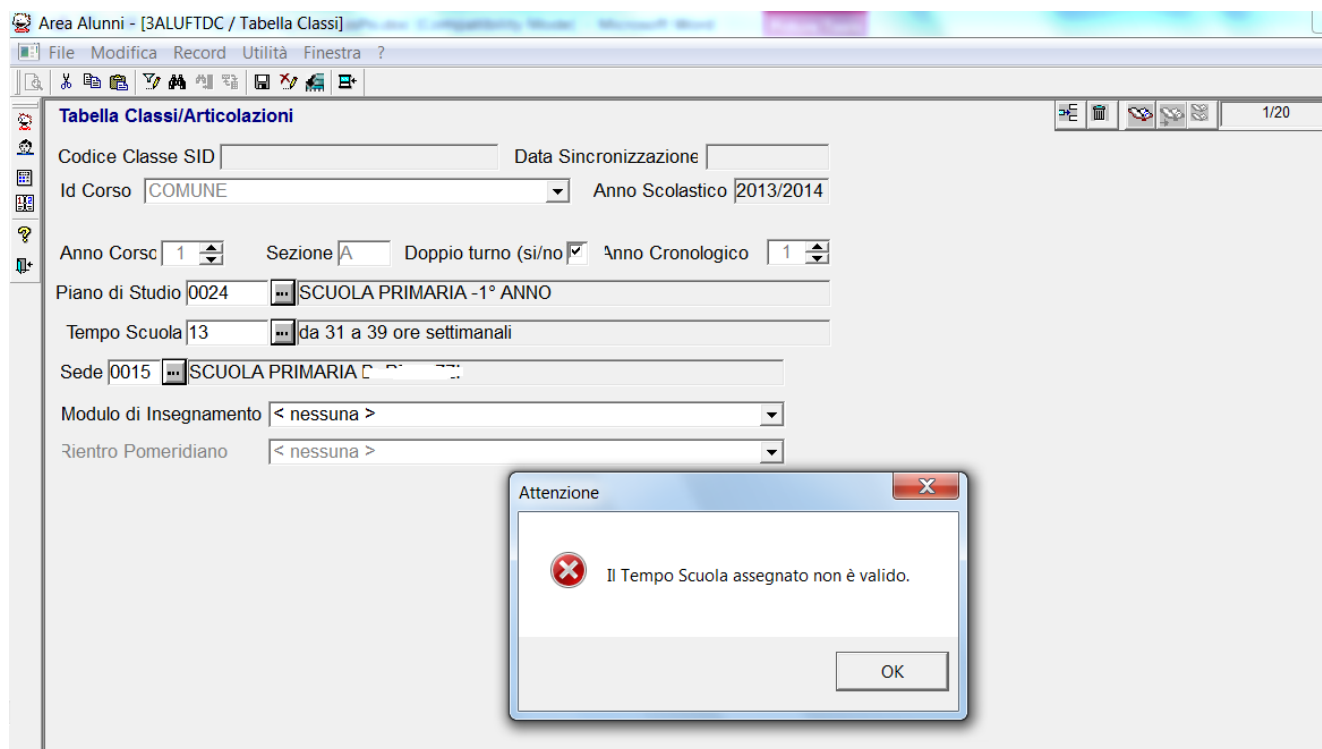 Area Alunni - [3ALUFTDC / Tabella Classi]
File Modifica Record Utilità Finestra ?
Tabella Classi/Articolazioni
1/20
Codice Classe SID Data Sincronizzazione
Id Corso COMUNE Anno Scolastico 2013/2014
Anno Corso 1 Sezione A Doppio turno (si/no Anno Cronologico 1
Piano di Studio 0024 ... SCUOLA PRIMARIA -1° ANNO
Tempo Scuola 13 ... da 31 a 39 ore settimanali
Sede 0015 ... SCUOLA PRIMARIA
Modulo di Insegnamento < nessuna >
Rientro Pomeridiano < nessuna >
Attenzione
Il Tempo Scuola assegnato non è valido.
OK